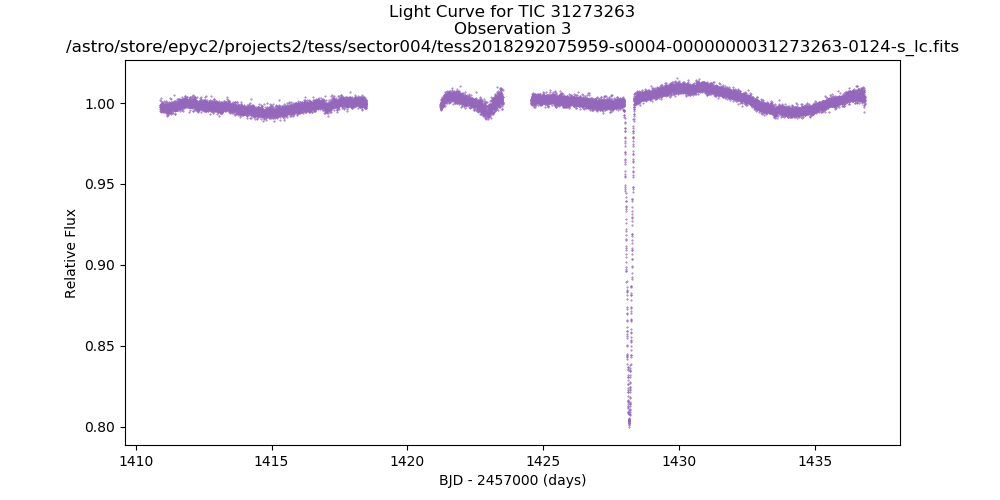 Light Curve for TIC 31273263
Observation 3
/astro/store/epyc2/projects2/tess/sector004/tess2018292075959-s0004-0000000031273263-0124-s_lc.fits
1.00
0.95
0.90
0.85
0.80
Relative Flux
1410 1415 1420 1425 1430 1435
BJD - 2457000 (days)